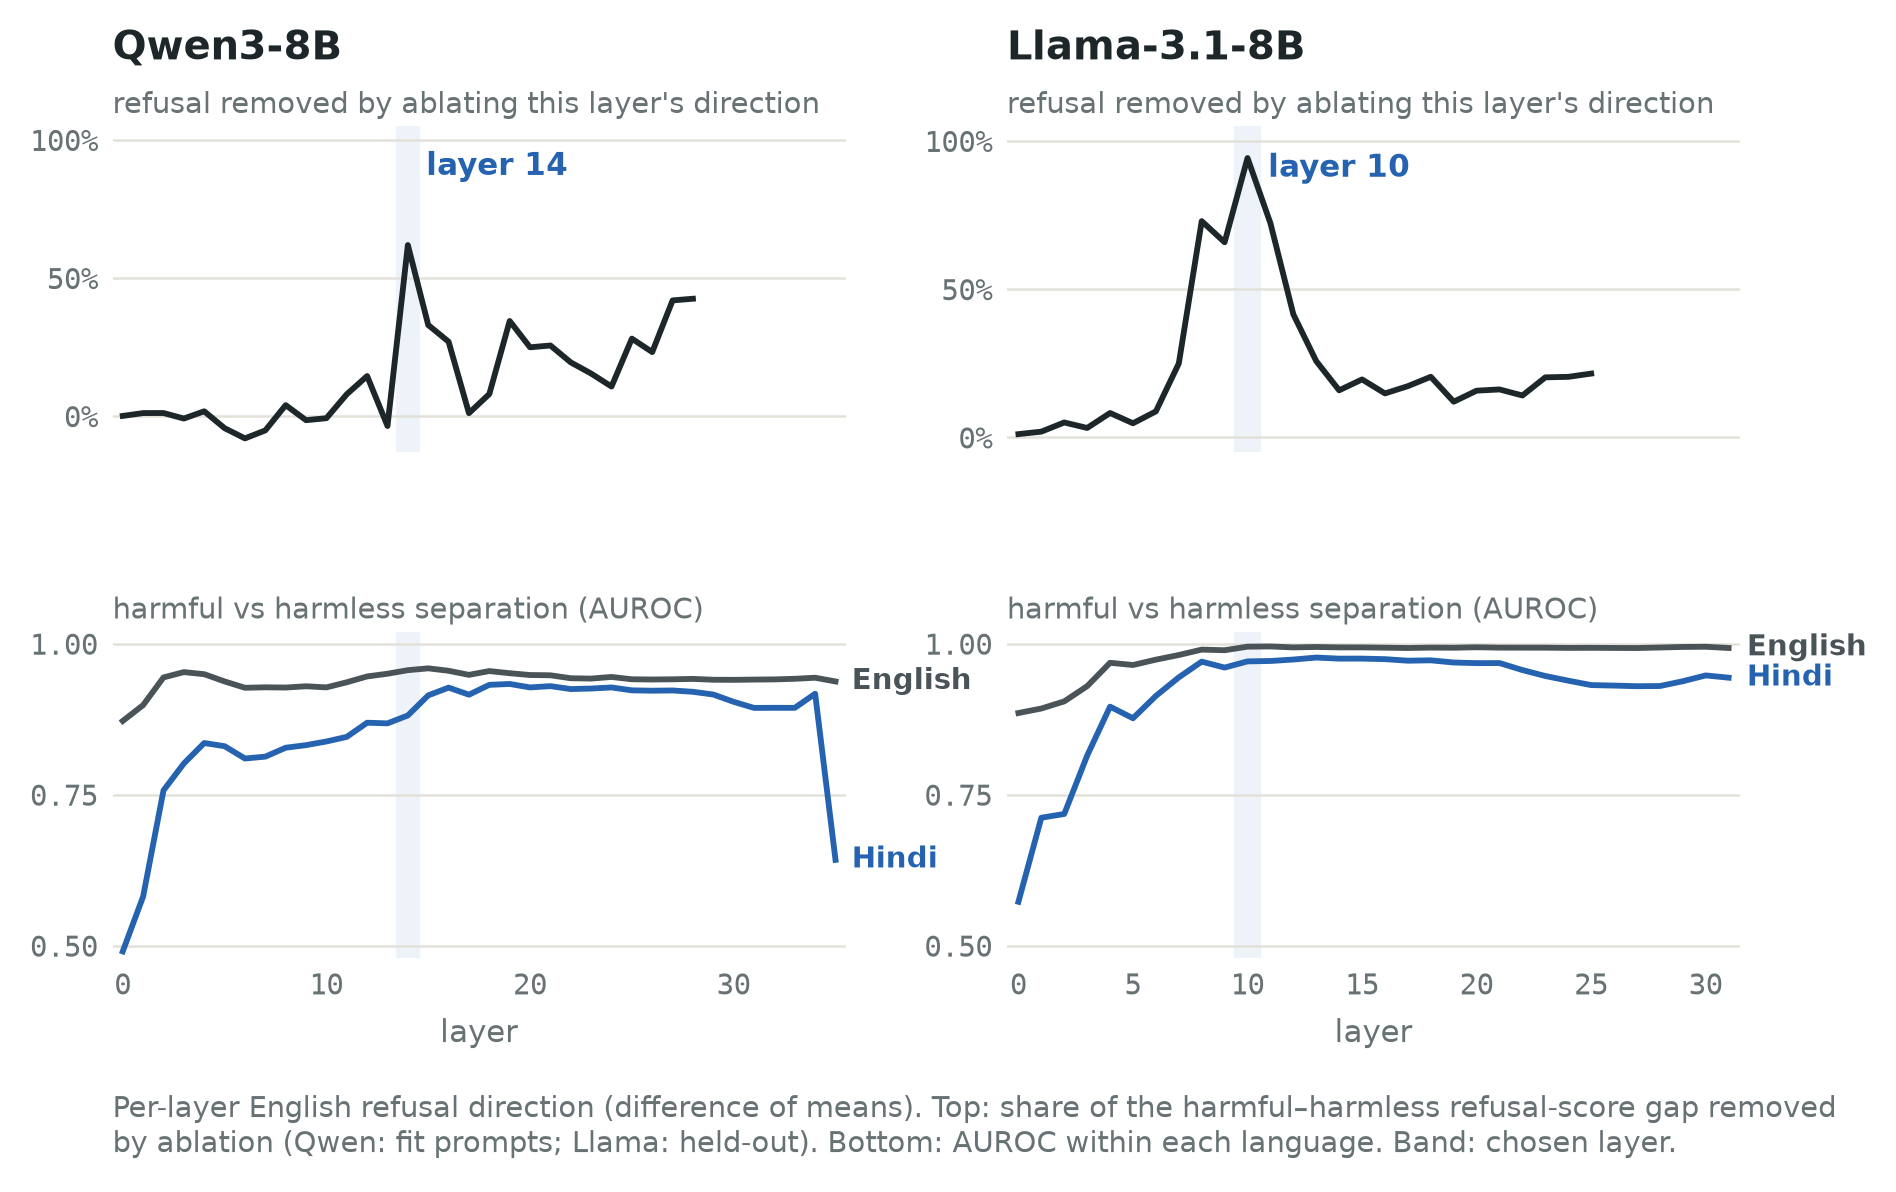 Qwen3-8B
refusal removed by ablating this layer's direction
100%
layer 14
50%
0%
Llama-3.1-8B
refusal removed by ablating this layer's direction
100%
layer 10
50%
0%
harmful vs harmless separation (AUROC)
1.00
English
0.75
Hindi
0.50
0 10 20 30
layer
harmful vs harmless separation (AUROC)
1.00
English
Hindi
0.75
0.50
0 5 10 15 20 25 30
layer
Per-layer English refusal direction (difference of means). Top: share of the harmful–harmless refusal-score gap removed
by ablation (Qwen: fit prompts; Llama: held-out). Bottom: AUROC within each language. Band: chosen layer.